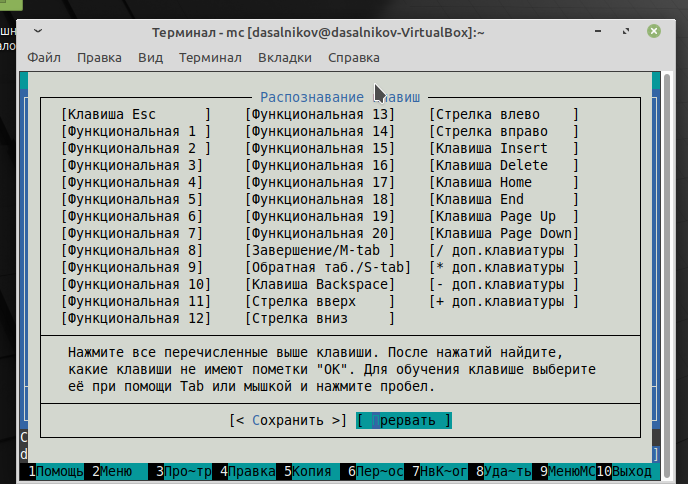 шн
ало
Терминал - mc [dasalnikov@dasalnikov-VirtualBox]:~
Файл Правка Вид Терминал Вкладки Справка
Распознавание клавиш
[Клавиша Esc ] [Функциональная 13] [Стрелка влево ]
[Функциональная 1 ] [Функциональная 14] [Стрелка вправо ]
[Функциональная 2 ] [Функциональная 15] [Клавиша Insert ]
[Функциональная 3] [Функциональная 16] [Клавиша Delete ]
[Функциональная 4] [Функциональная 17] [Клавиша Home ]
[Функциональная 5] [Функциональная 18] [Клавиша End ]
[Функциональная 6] [Функциональная 19] [Клавиша Page Up ]
[Функциональная 7] [Функциональная 20] [Клавиша Page Down]
[Функциональная 8] [Завершение/M-tab ] [/ доп.клавиатуры ]
[Функциональная 9] [Обратная таб./S-tab] [* доп.клавиатуры ]
[Функциональная 10] [Клавиша Backspace] [- доп.клавиатуры ]
[Функциональная 11] [Стрелка вверх ] [+ доп.клавиатуры ]
[Функциональная 12] [Стрелка вниз ]
Нажмите все перечисленные выше клавиши. После нажатий найдите,
какие клавиши не имеют пометки "ОК". Для обучения клавише выберите
её при помощи Tab или мышкой и нажмите пробел.
[< Сохранить >] [ Прервать ]
С
d ]
1Помощь 2Меню 3Про~тр 4Правка 5Копия 6Пер~ос 7НвК~ог 8Уда~ть 9МенюMC 10Выход